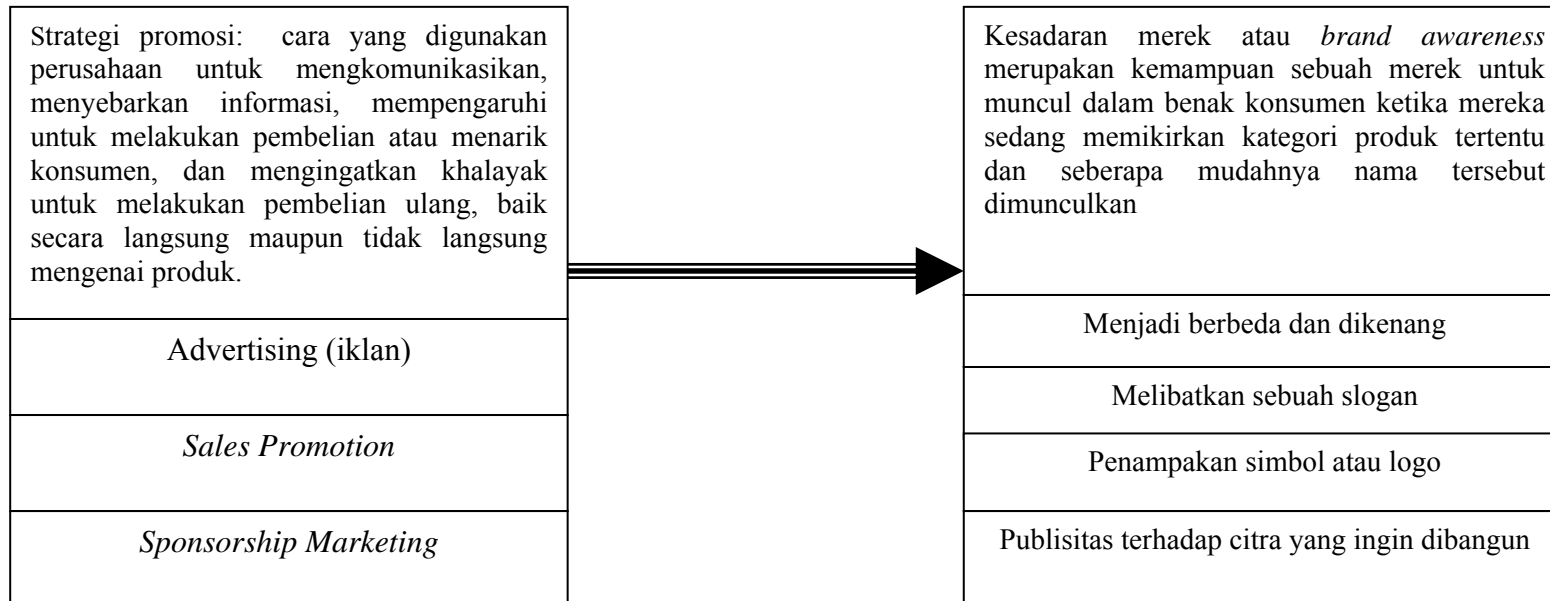 Strategi promosi: cara yang digunakan
perusahaan untuk mengkomunikasikan,
menyebarkan informasi, mempengaruhi
untuk melakukan pembelian atau menarik
konsumen, dan mengingatkan khalayak
untuk melakukan pembelian ulang, baik
secara langsung maupun tidak langsung
mengenai produk.
Advertising (iklan)
Sales Promotion
Sponsorship Marketing
Kesadaran merek atau brand awareness
merupakan kemampuan sebuah merek untuk
muncul dalam benak konsumen ketika mereka
sedang memikirkan kategori produk tertentu
dan seberapa mudahnya nama tersebut
dimunculkan
Menjadi berbeda dan dikenang
Melibatkan sebuah slogan
Penampakan simbol atau logo
Publisitas terhadap citra yang ingin dibangun